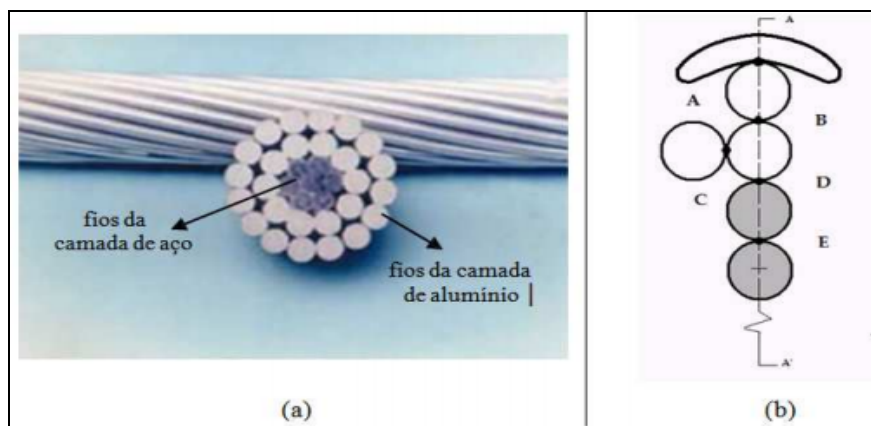 fios da
camada de aço
fios da camada
de alumínio |
(a)
A
A
B
C
D
E
A'
(b)